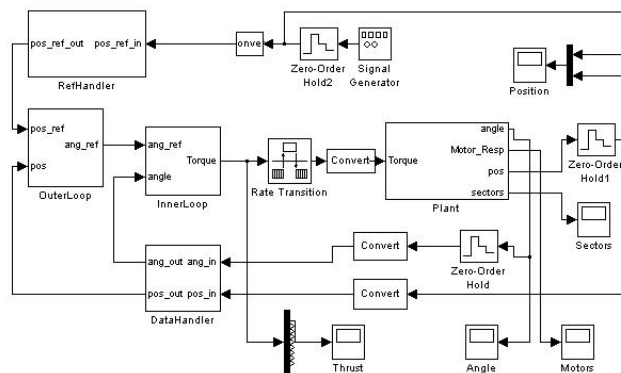 pos_ref_out pos_ref_in
RefHandler
onve
Zero-Order
Hold2
Signal
Generator
Position
pos_ref
ang_ref
pos
OuterLoop
ang_ref
Torque
angle
InnerLoop
Rate Transition
Convert
Torque
angle
Motor_Resp
pos
sectors
Plant
Zero-Order
Hold1
Sectors
ang_out ang_in
pos_out pos_in
DataHandler
Convert
Zero-Order
Hold
Convert
Thrust
Angle
Motors